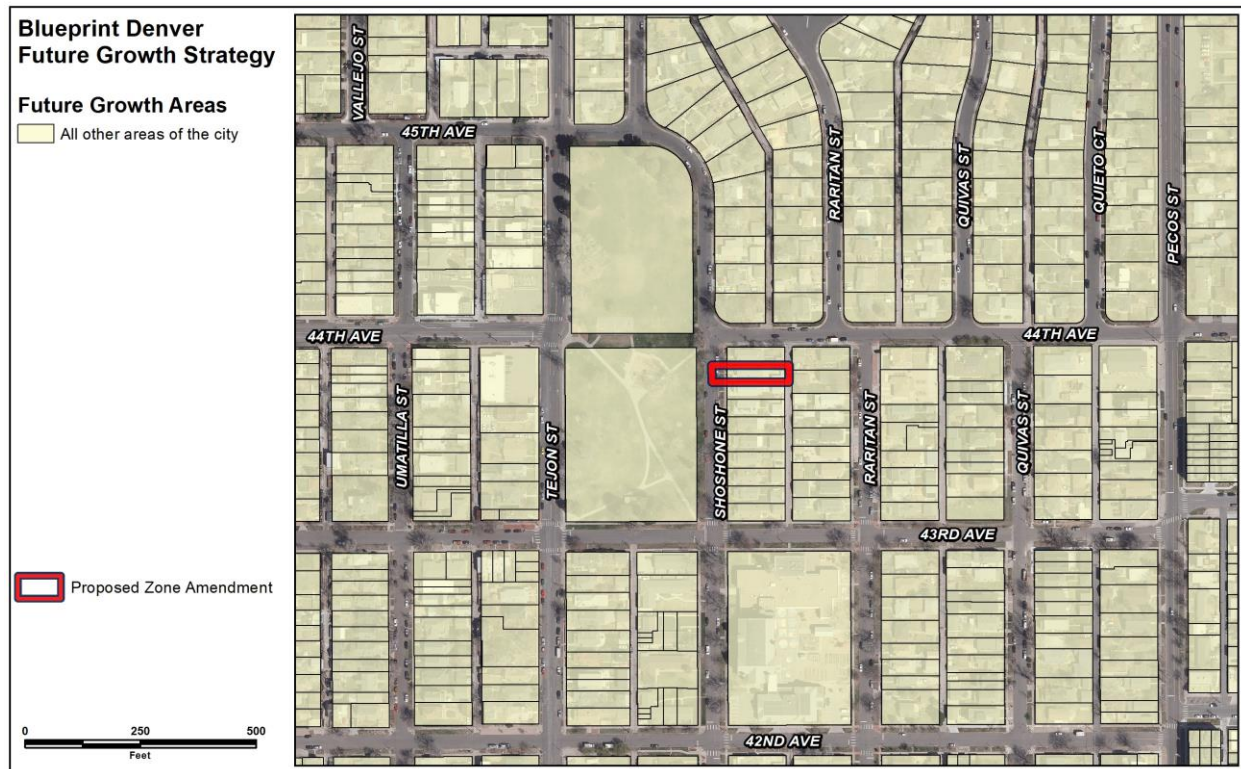 Blueprint Denver
Future Growth Strategy
Future Growth Areas
All other areas of the city
Proposed Zone Amendment
0 250 500
Feet
VALLEJO ST
45TH AVE
RARITAN ST
QUIVAS ST
QUIETO CT
PECOS ST
44TH AVE
44TH AVE
UMATILLA ST
TEJON ST
SHOSHONE ST
RARITAN ST
QUIVAS ST
43RD AVE
42ND AVE